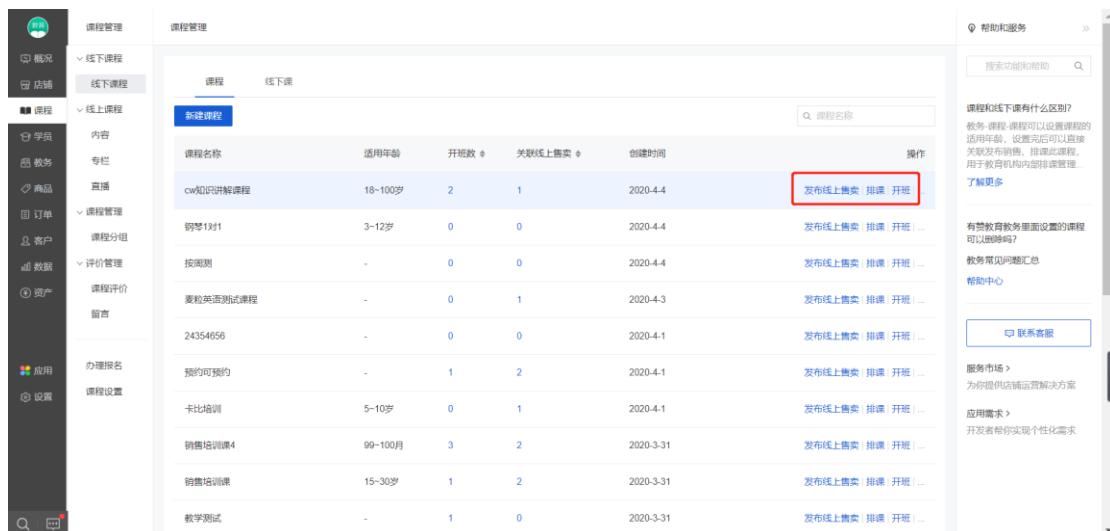 教务
概况
店铺
课程
学员
教务
商品
订单
客户
数据
资产
应用
设置
课程管理
线下课程
线下课程
线上课程
内容
专栏
直播
课程管理
课程分组
评价管理
课程评价
留言
办理报名
课程设置
课程管理
课程 线下课
新建课程 课程名称
课程名称 适用年龄 开班数 关联线上售卖 创建时间 操作
cw知识讲解课程 18~100岁 2 1 2020-4-4 发布线上售卖 | 排课 | 开班 | ...
钢琴1对1 3~12岁 0 0 2020-4-4 发布线上售卖 | 排课 | 开班 | ...
按周测 - 0 0 2020-4-4 发布线上售卖 | 排课 | 开班 | ...
麦粒英语测试课程 - 0 1 2020-4-3 发布线上售卖 | 排课 | 开班 | ...
24354656 - 0 0 2020-4-1 发布线上售卖 | 排课 | 开班 | ...
预约可预约 - 1 2 2020-4-1 发布线上售卖 | 排课 | 开班 | ...
卡比培训 5~10岁 0 1 2020-4-1 发布线上售卖 | 排课 | 开班 | ...
销售培训课4 99~100月 3 2 2020-3-31 发布线上售卖 | 排课 | 开班 | ...
销售培训课 15~30岁 1 2 2020-3-31 发布线上售卖 | 排课 | 开班 | ...
教学测试 - 1 0 2020-3-31 发布线上售卖 | 排课 | 开班 | ...
帮助和服务 »
搜索功能和帮助
课程和线下课有什么区别?
教务-课程-课程可以设置课程的
适用年龄，设置完后可以直接
关联发布销售、排课此课程，
用于教育机构内部排课管理...
了解更多
有赞教育教务里面设置的课程
可以删除吗?
教务常见问题汇总
帮助中心
联系客服
服务市场 >
为你提供店铺运营解决方案
应用需求 >
开发者帮你实现个性化需求